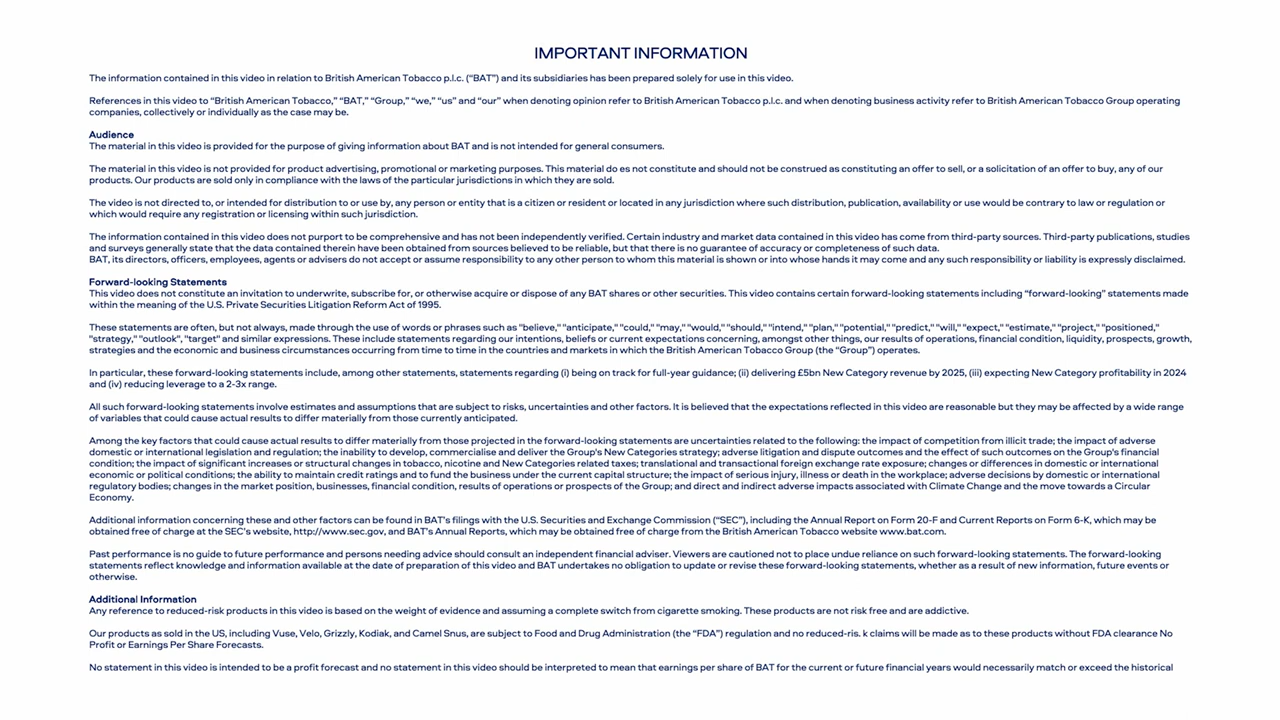 IMPORTANT INFORMATION
The information contained in this video in relation to British American Tobacco p.l.c. (“BAT”) and its subsidiaries has been prepared solely for use in this video.
References in this video to “British American Tobacco,” “BAT,” “Group,” “we,” “us” and “our” when denoting opinion refer to British American Tobacco p.l.c. and when denoting business activity refer to British American Tobacco Group operating
companies, collectively or individually as the case may be.
Audience
The material in this video is provided for the purpose of giving information about BAT and is not intended for general consumers.
The material in this video is not provided for product advertising, promotional or marketing purposes. This material do es not constitute and should not be construed as constituting an offer to sell, or a solicitation of an offer to buy, any of our
products. Our products are sold only in compliance with the laws of the particular jurisdictions in which they are sold.
The video is not directed to, or intended for distribution to or use by, any person or entity that is a citizen or resident or located in any jurisdiction where such distribution, publication, availability or use would be contrary to law or regulation or
which would require any registration or licensing within such jurisdiction.
The information contained in this video does not purport to be comprehensive and has not been independently verified. Certain industry and market data contained in this video has come from third-party sources. Third-party publications, studies
and surveys generally state that the data contained therein have been obtained from sources believed to be reliable, but that there is no guarantee of accuracy or completeness of such data.
BAT, its directors, officers, employees, agents or advisers do not accept or assume responsibility to any other person to whom this material is shown or into whose hands it may come and any such responsibility or liability is expressly disclaimed.
Forward-looking Statements
This video does not constitute an invitation to underwrite, subscribe for, or otherwise acquire or dispose of any BAT shares or other securities. This video contains certain forward-looking statements including “forward-looking” statements made
within the meaning of the U.S. Private Securities Litigation Reform Act of 1995.
These statements are often, but not always, made through the use of words or phrases such as "believe," "anticipate," "could," "may," "would," "should," "intend," "plan," "potential," "predict," "will," "expect," "estimate," "project," "positioned,"
"strategy," "outlook", "target" and similar expressions. These include statements regarding our intentions, beliefs or current expectations concerning, amongst other things, our results of operations, financial condition, liquidity, prospects, growth,
strategies and the economic and business circumstances occurring from time to time in the countries and markets in which the British American Tobacco Group (the “Group”) operates.
In particular, these forward-looking statements include, among other statements, statements regarding (i) being on track for full-year guidance; (ii) delivering £5bn New Category revenue by 2025, (iii) expecting New Category profitability in 2024
and (iv) reducing leverage to a 2-3x range.
All such forward-looking statements involve estimates and assumptions that are subject to risks, uncertainties and other factors. It is believed that the expectations reflected in this video are reasonable but they may be affected by a wide range
of variables that could cause actual results to differ materially from those currently anticipated.
Among the key factors that could cause actual results to differ materially from those projected in the forward-looking statements are uncertainties related to the following: the impact of competition from illicit trade; the impact of adverse
domestic or international legislation and regulation; the inability to develop, commercialise and deliver the Group's New Categories strategy; adverse litigation and dispute outcomes and the effect of such outcomes on the Group's financial
condition; the impact of significant increases or structural changes in tobacco, nicotine and New Categories related taxes; translational and transactional foreign exchange rate exposure; changes or differences in domestic or international
economic or political conditions; the ability to maintain credit ratings and to fund the business under the current capital structure; the impact of serious injury, illness or death in the workplace; adverse decisions by domestic or international
regulatory bodies; changes in the market position, businesses, financial condition, results of operations or prospects of the Group; and direct and indirect adverse impacts associated with Climate Change and the move towards a Circular
Economy.
Additional information concerning these and other factors can be found in BAT's filings with the U.S. Securities and Exchange Commission (“SEC”), including the Annual Report on Form 20-F and Current Reports on Form 6-K, which may be
obtained free of charge at the SEC's website, http://www.sec.gov, and BAT's Annual Reports, which may be obtained free of charge from the British American Tobacco website www.bat.com.
Past performance is no guide to future performance and persons needing advice should consult an independent financial adviser. Viewers are cautioned not to place undue reliance on such forward-looking statements. The forward-looking
statements reflect knowledge and information available at the date of preparation of this video and BAT undertakes no obligation to update or revise these forward-looking statements, whether as a result of new information, future events or
otherwise.
Additional Information
Any reference to reduced-risk products in this video is based on the weight of evidence and assuming a complete switch from cigarette smoking. These products are not risk free and are addictive.
Our products as sold in the US, including Vuse, Velo, Grizzly, Kodiak, and Camel Snus, are subject to Food and Drug Administration (the “FDA”) regulation and no reduced-ris. k claims will be made as to these products without FDA clearance No
Profit or Earnings Per Share Forecasts.
No statement in this video is intended to be a profit forecast and no statement in this video should be interpreted to mean that earnings per share of BAT for the current or future financial years would necessarily match or exceed the historical